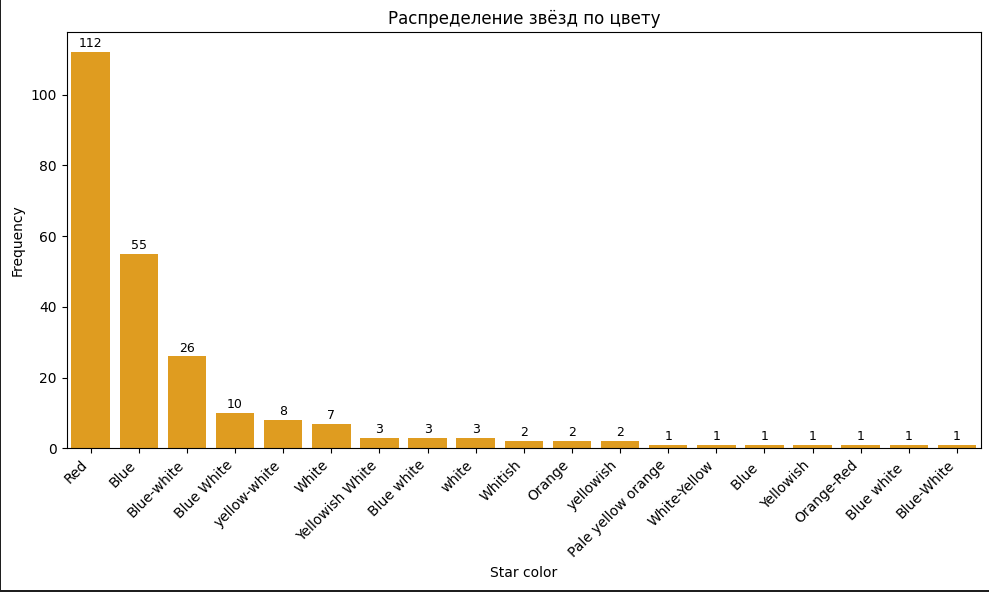 Распределение звёзд по цвету
112
55
26
10
8
7
3
3
3
2
2
2
1
1
1
1
1
1
1
100
80
60
40
20
0
Frequency
Red
Blue
Blue-white
Blue White
yellow-white
White
Yellowish White
Blue white
white
Whitish
Orange
yellowish
Pale yellow orange
White-Yellow
Blue
Yellowish
Orange-Red
Blue white
Blue-White
Star color